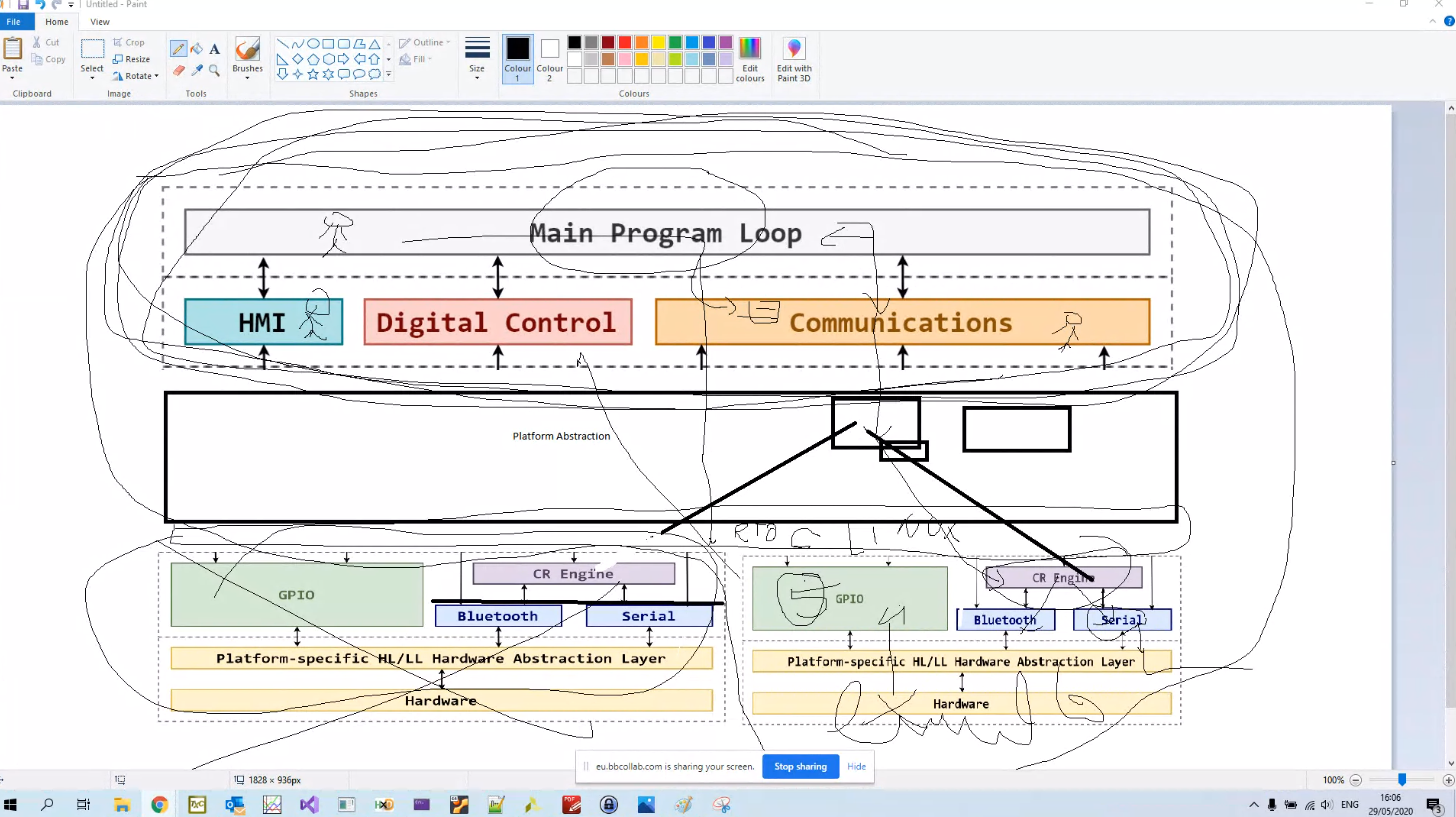 Untitled - Paint
File Home View
Paste Cut Copy Clipboard
Select Crop Resize Rotate Image
Tools
Brushes
Outline Fill Shapes
Size
Colour 1 Colour 2 Edit colours Colours
Edit with Paint 3D
Main Program Loop
HMI Digital Control Communications
Platform Abstraction
RTOS LINUX
CR Engine CR Engine
GPIO GPIO
Bluetooth Serial Bluetooth Serial
Platform-specific HL/LL Hardware Abstraction Layer Platform-specific HL/LL Hardware Abstraction Layer
Hardware Hardware
eu.bbcollab.com is sharing your screen. Stop sharing Hide
1828 × 936px 100%
ENG 16:06
29/05/2020 3